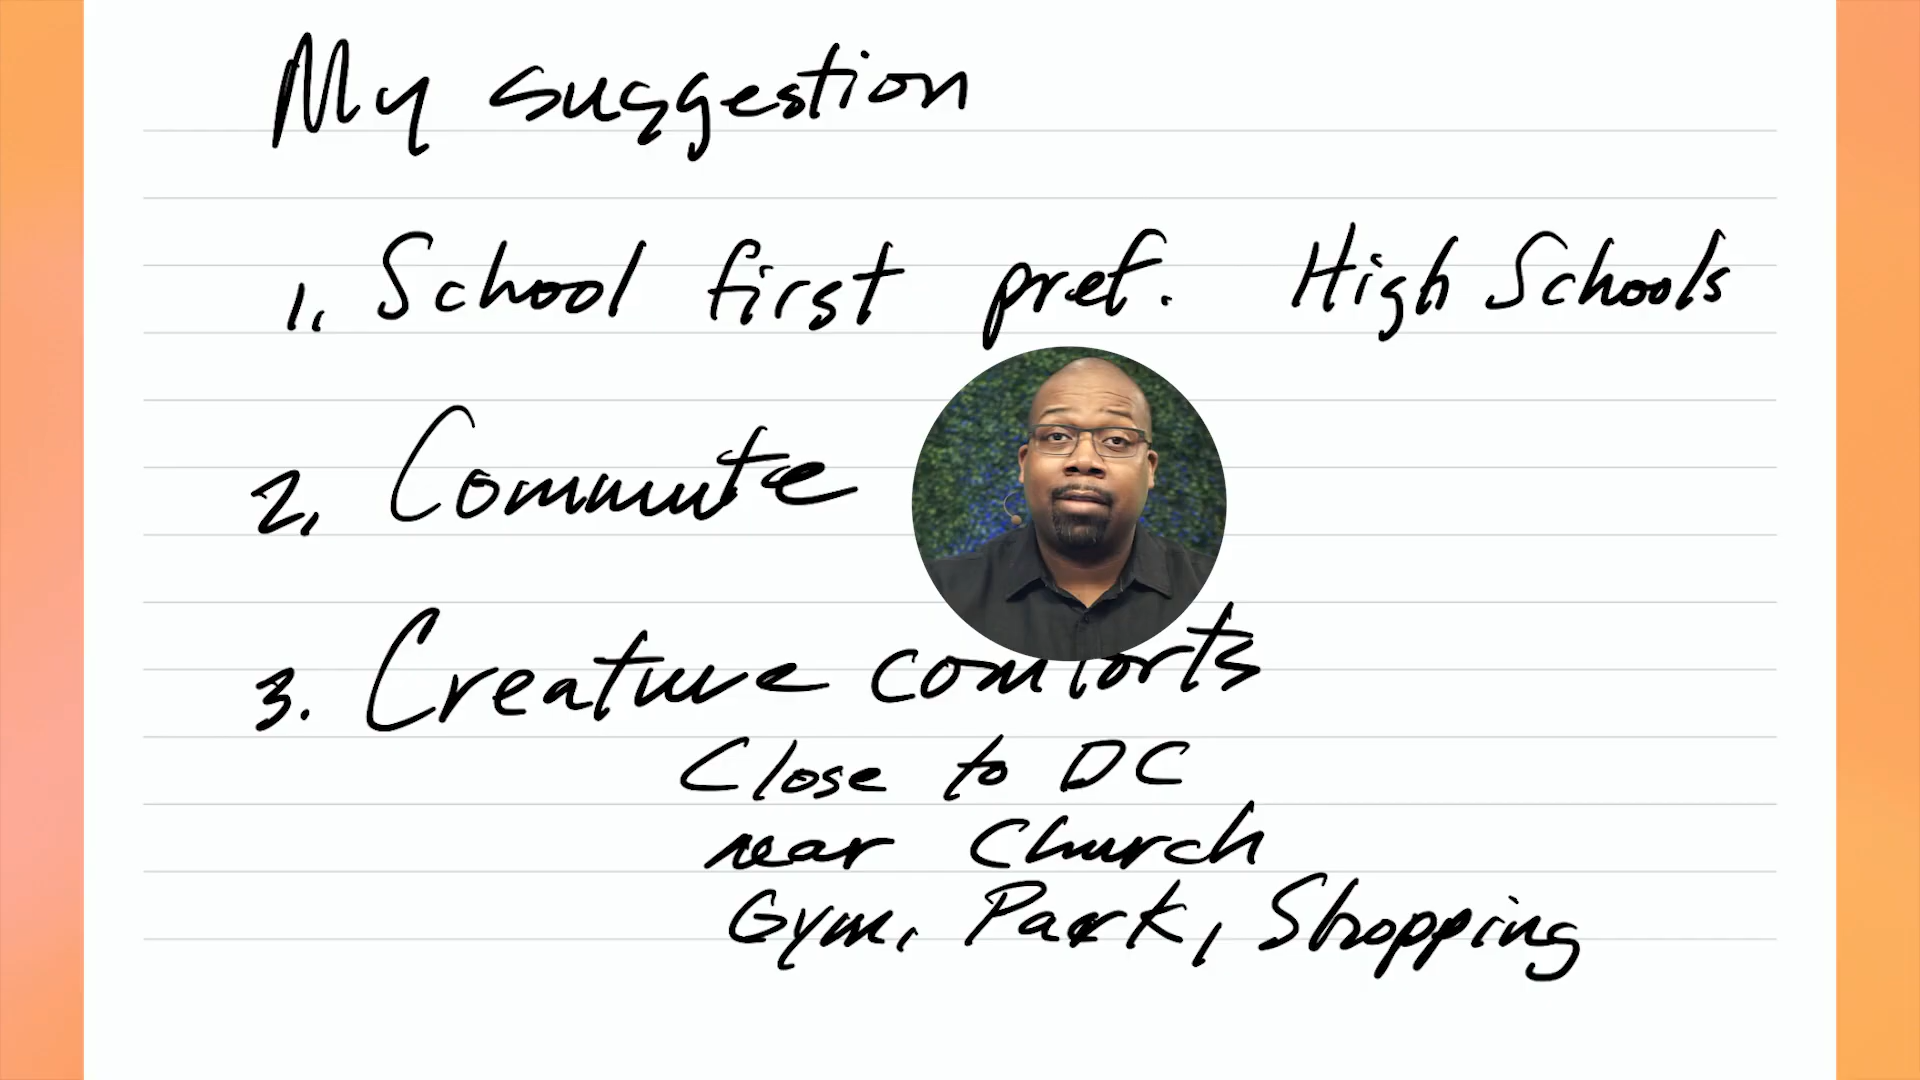 My suggestion
1. School first pref. High Schools
2. Commute
3. Creature comforts
Close to DC
near Church
Gym, Park, Shopping